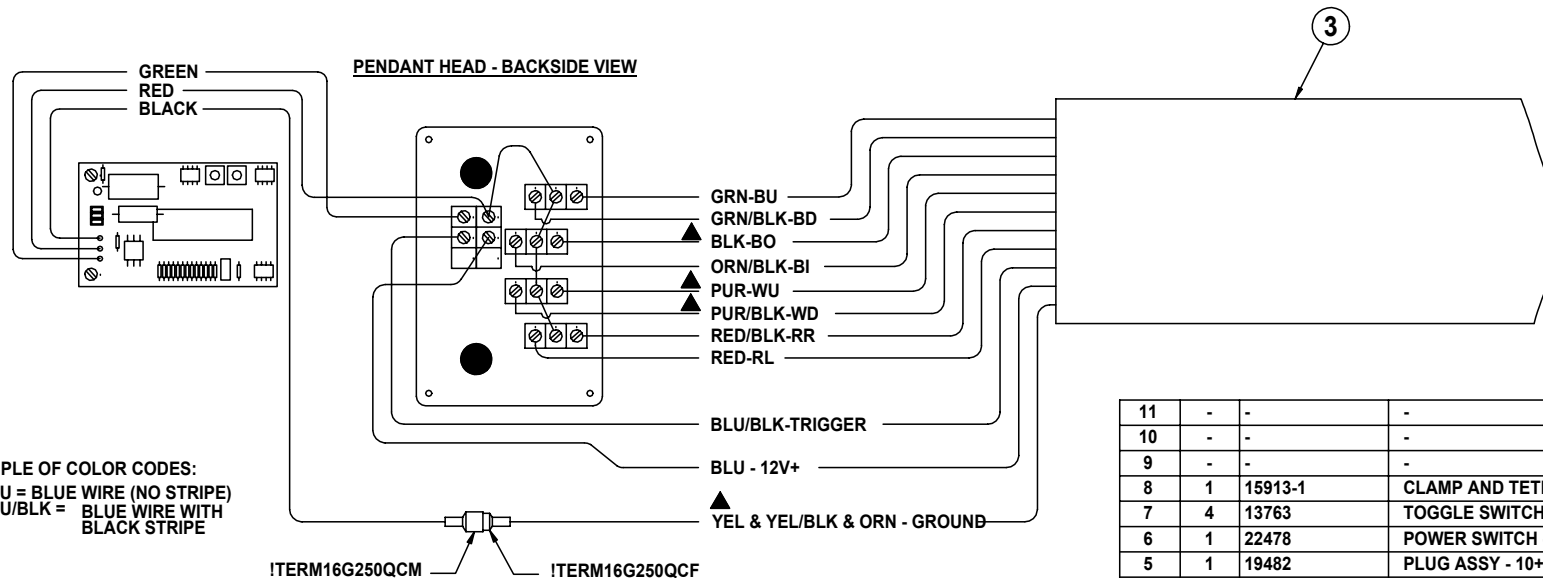 3
GREEN
PENDANT HEAD - BACKSIDE VIEW
RED
BLACK
GRN-BU
GRN/BLK-BD
BLK-BO
ORN/BLK-BI
PUR-WU
PUR/BLK-WD
RED/BLK-RR
RED-RL
BLU/BLK-TRIGGER
BLU - 12V+
YEL & YEL/BLK & ORN - GROUND
PLE OF COLOR CODES:
U = BLUE WIRE (NO STRIPE)
U/BLK = BLUE WIRE WITH
BLACK STRIPE
!TERM16G250QCM
!TERM16G250QCF
11 - - -
10 - - -
9 - - -
8 1 15913-1 CLAMP AND TET
7 4 13763 TOGGLE SWITCH
6 1 22478 POWER SWITCH
5 1 19482 PLUG ASSY - 10+